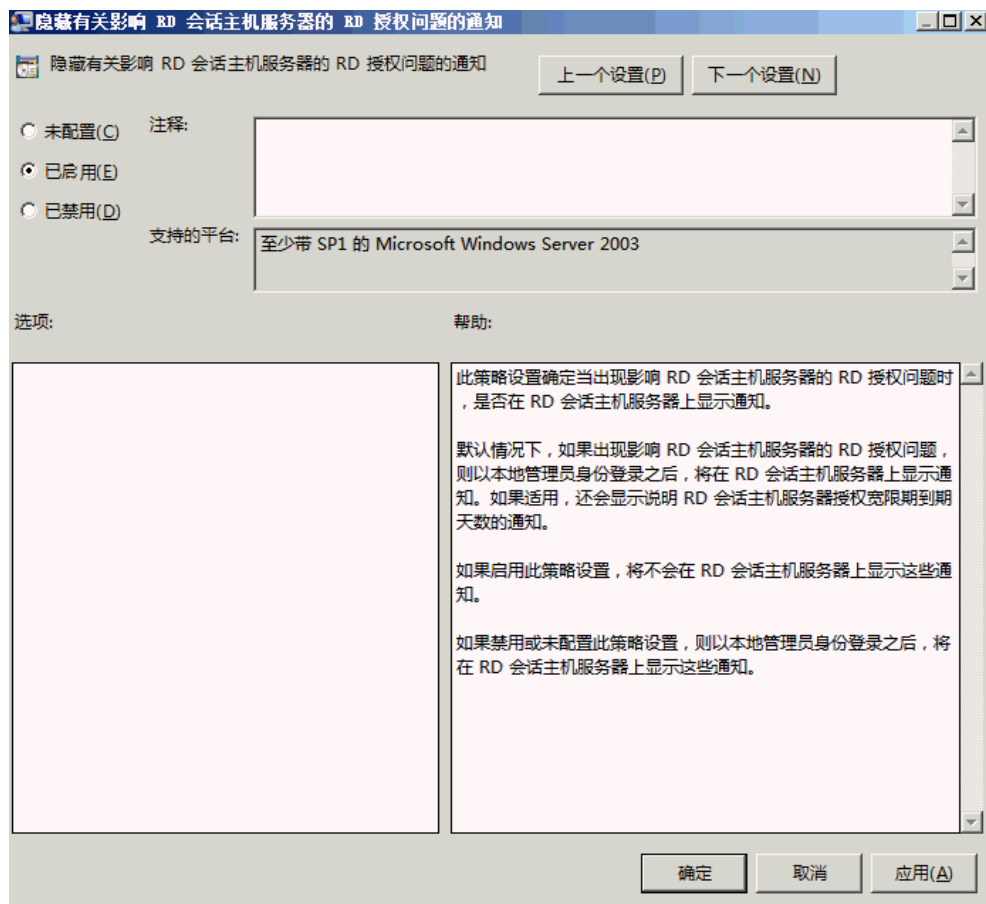 隐藏有关影响 RD 会话主机服务器的 RD 授权问题的通知
隐藏有关影响 RD 会话主机服务器的 RD 授权问题的通知
上一个设置(P)
下一个设置(N)
未配置(C)
注释:
已启用(E)
已禁用(D)
支持的平台:
至少带 SP1 的 Microsoft Windows Server 2003
选项:
帮助:
此策略设置确定当出现影响 RD 会话主机服务器的 RD 授权问题时
，是否在 RD 会话主机服务器上显示通知。
默认情况下，如果出现影响 RD 会话主机服务器的 RD 授权问题，
则以本地管理员身份登录之后，将在 RD 会话主机服务器上显示通
知。如果适用，还会显示说明 RD 会话主机服务器授权宽限期到期
天数的通知。
如果启用此策略设置，将不会在 RD 会话主机服务器上显示这些通
知。
如果禁用或未配置此策略设置，则以本地管理员身份登录之后，将
在 RD 会话主机服务器上显示这些通知。
确定
取消
应用(A)